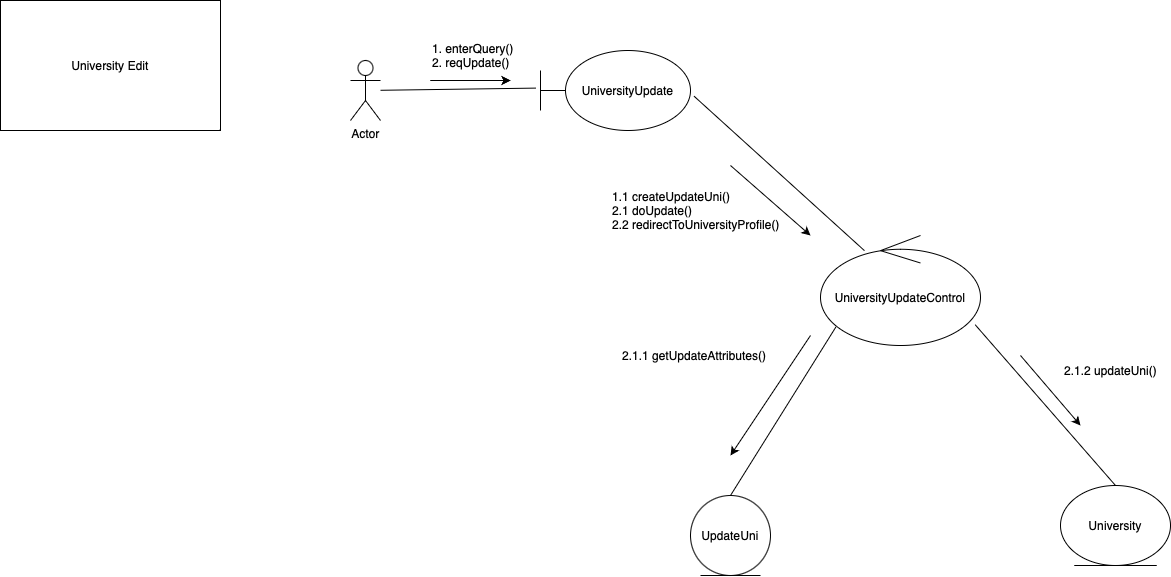 University Edit
1. enterQuery()
2. reqUpdate()
Actor
UniversityUpdate
1.1 createUpdateUni()
2.1 doUpdate()
2.2 redirectToUniversityProfile()
UniversityUpdateControl
2.1.1 getUpdateAttributes()
2.1.2 updateUni()
UpdateUni
University